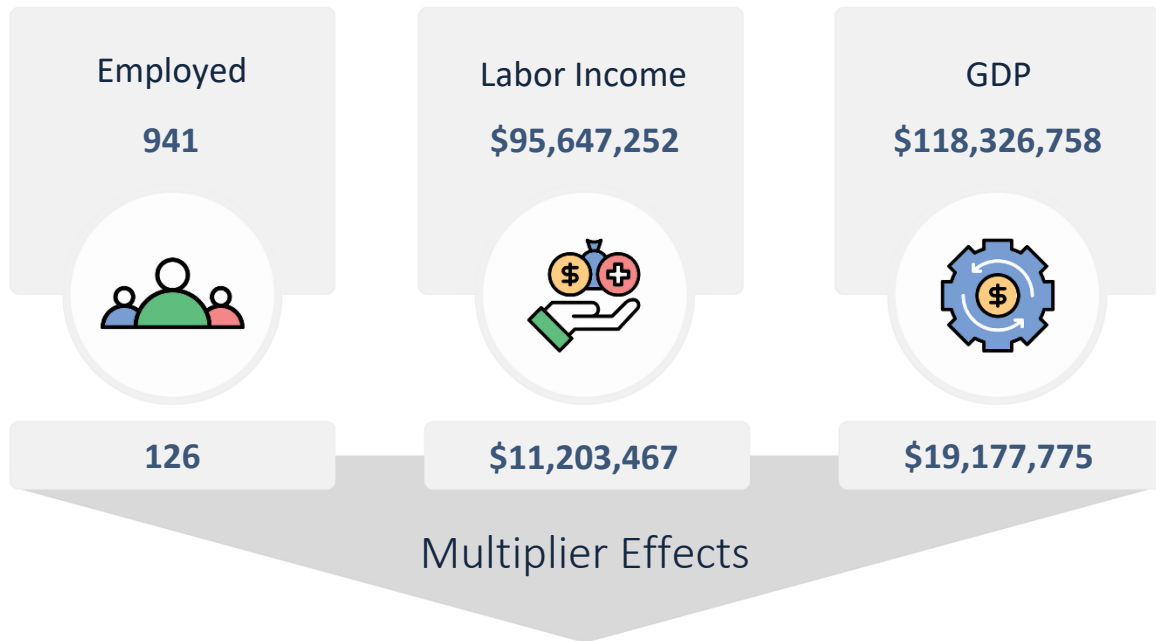 Employed
941
Labor Income
$95,647,252
GDP
$118,326,758
$
$
126
$11,203,467
$19,177,775
Multiplier Effects